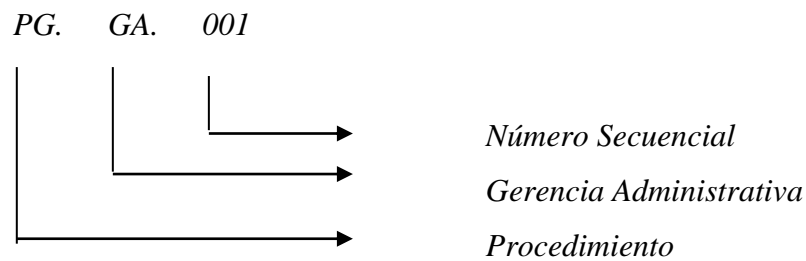 PG. GA. 001
Número Secuencial
Gerencia Administrativa
Procedimiento